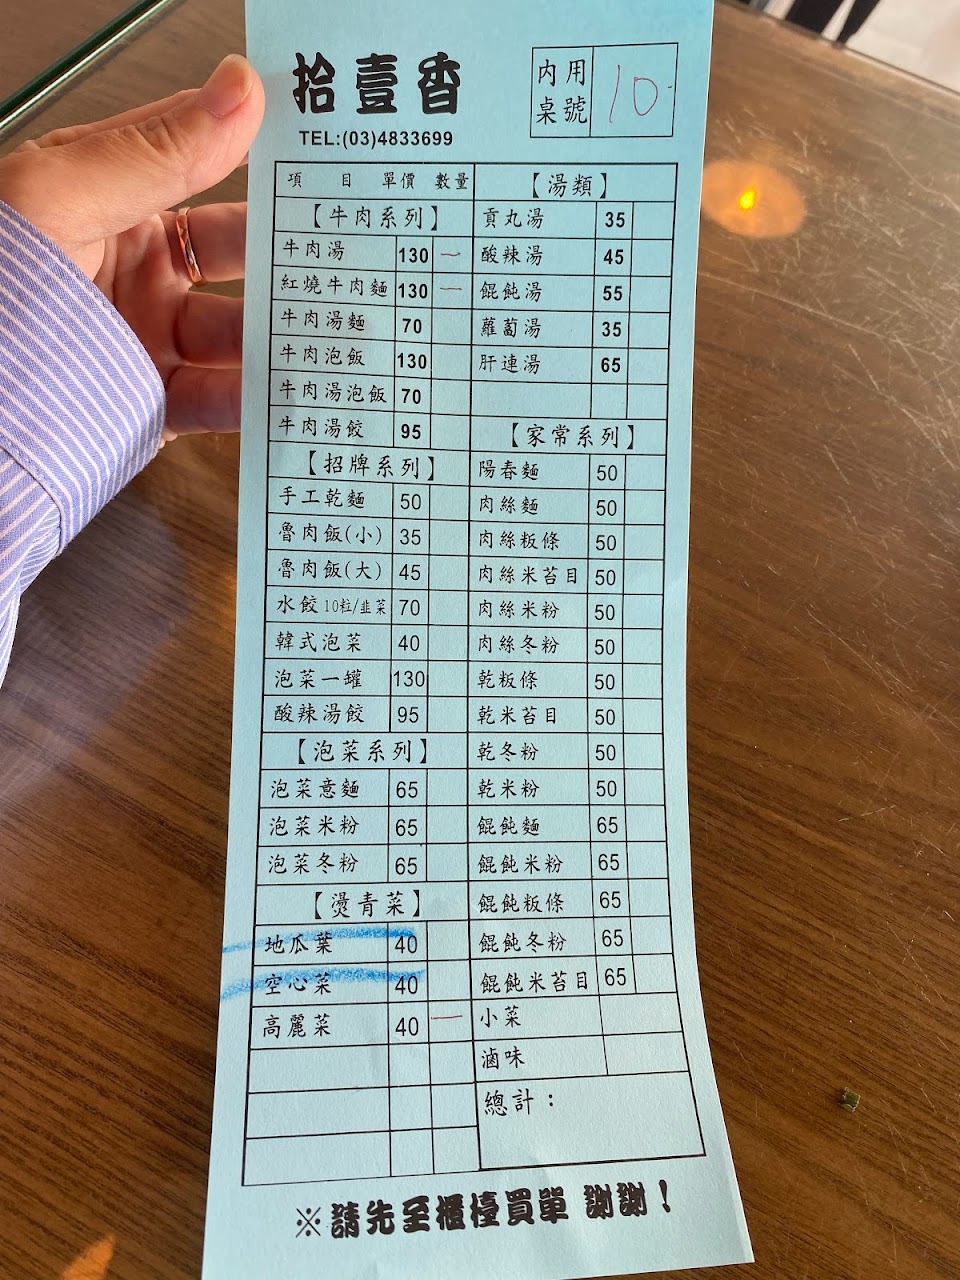 拾壹香
TEL:(03)4833699
內用
桌號
10
項目 單價 數量
【牛肉系列】
牛肉湯 130 一
紅燒牛肉麵 130 一
牛肉湯麵 70
牛肉泡飯 130
牛肉湯泡飯 70
牛肉湯餃 95
【招牌系列】
手工乾麵 50
魯肉飯(小) 35
魯肉飯(大) 45
水餃10粒/韭菜 70
韓式泡菜 40
泡菜一罐 130
酸辣湯餃 95
【泡菜系列】
泡菜意麵 65
泡菜米粉 65
泡菜冬粉 65
【燙青菜】
地瓜葉 40
空心菜 40
高麗菜 40 一
【湯類】
貢丸湯 35
酸辣湯 45
餛飩湯 55
蘿蔔湯 35
肝連湯 65
【家常系列】
陽春麵 50
肉絲麵 50
肉絲粄條 50
肉絲米苔目 50
肉絲米粉 50
肉絲冬粉 50
乾粄條 50
乾米苔目 50
乾冬粉 50
乾米粉 50
餛飩麵 65
餛飩米粉 65
餛飩粄條 65
餛飩冬粉 65
餛飩米苔目 65
小菜
滷味
總計：
※請先至櫃檯買單 謝謝！